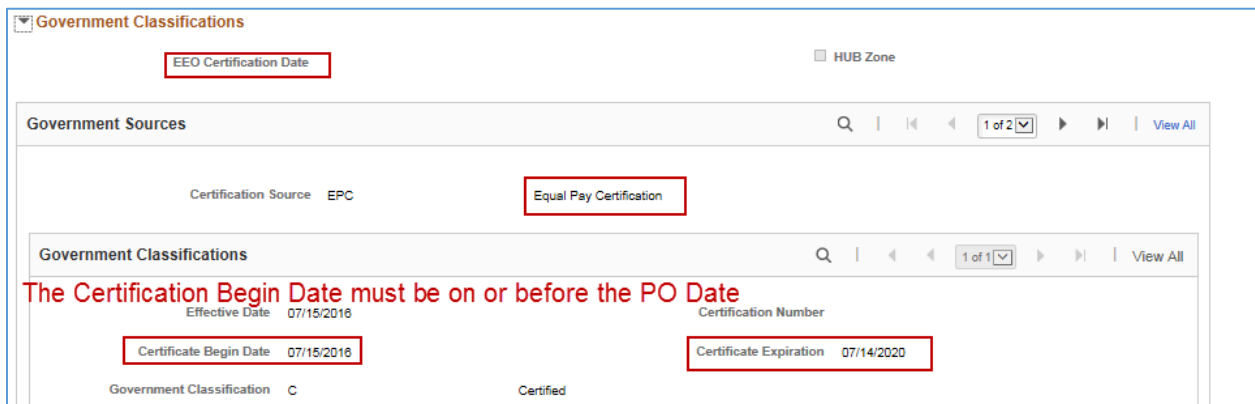 Government Classifications
EEO Certification Date HUB Zone
Government Sources 1 of 2 View All
Certification Source EPC Equal Pay Certification
Government Classifications 1 of 1 View All
The Certification Begin Date must be on or before the PO Date
Effective Date 07/15/2016 Certification Number
Certificate Begin Date 07/15/2016 Certificate Expiration 07/14/2020
Government Classification C Certified